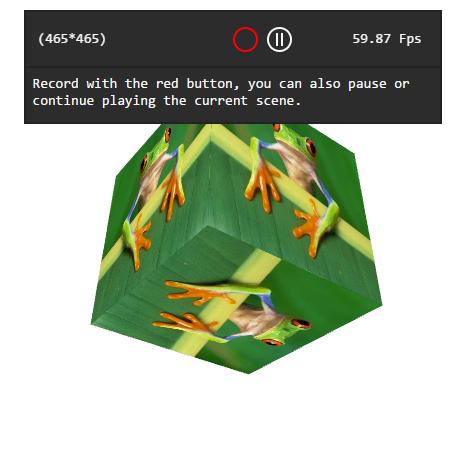 (465*465)
59.87 Fps
Record with the red button, you can also pause or
continue playing the current scene.